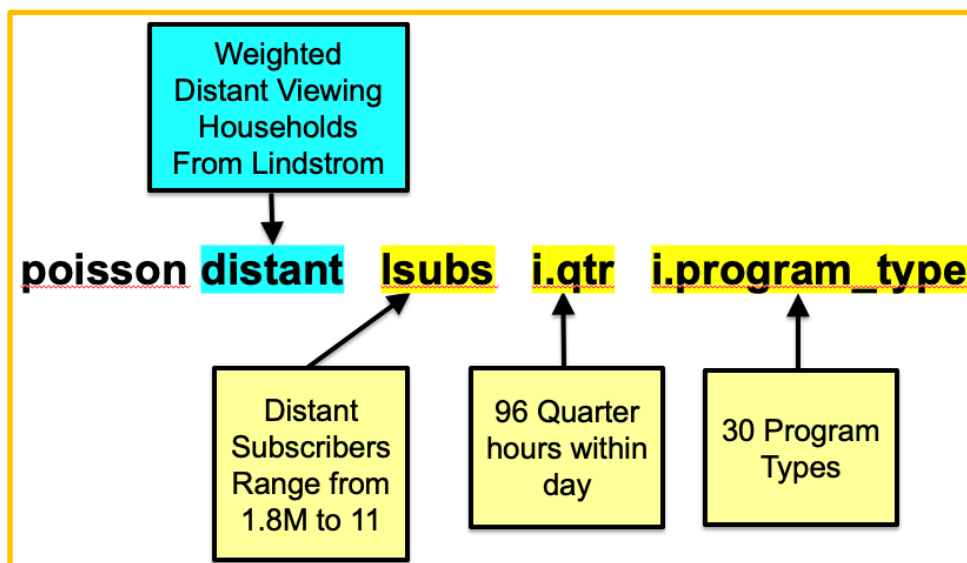 Weighted
Distant Viewing
Households
From Lindstrom
poisson distant lsubs i.qtr i.program_type
Distant
Subscribers
Range from
1.8M to 11
96 Quarter
hours within
day
30 Program
Types